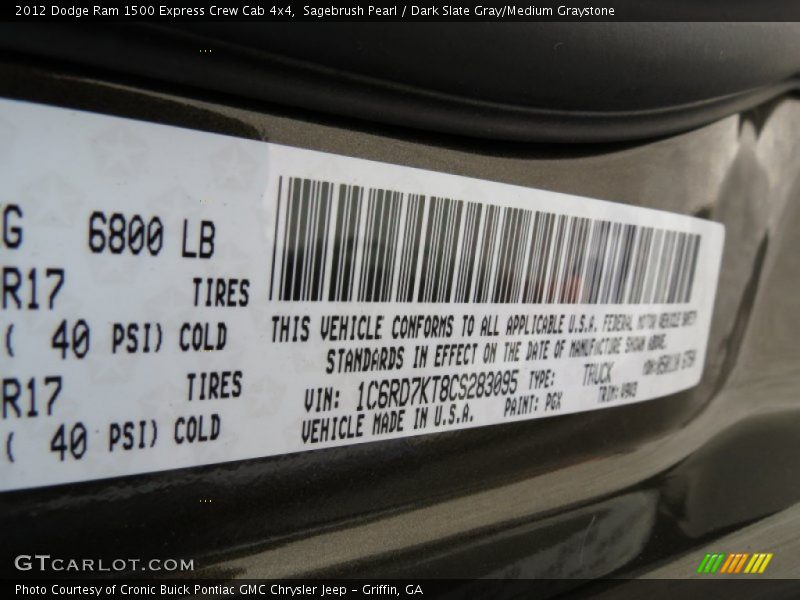 2012 Dodge Ram 1500 Express Crew Cab 4x4, Sagebrush Pearl / Dark Slate Gray/Medium Graystone
G 6800 LB
R17 TIRES
( 40 PSI) COLD
R17 TIRES
( 40 PSI) COLD
THIS VEHICLE CONFORMS TO ALL APPLICABLE U.S.A. FEDERAL MOTOR VEHICLE SAFETY
STANDARDS IN EFFECT ON THE DATE OF MANUFACTURE SHOWN ABOVE.
VIN: 1C6RD7KT8CS283095 TYPE: TRUCK
VEHICLE MADE IN U.S.A. PAINT: PGX TRIM:
GTCARLOT.COM
Photo Courtesy of Cronic Buick Pontiac GMC Chrysler Jeep - Griffin, GA